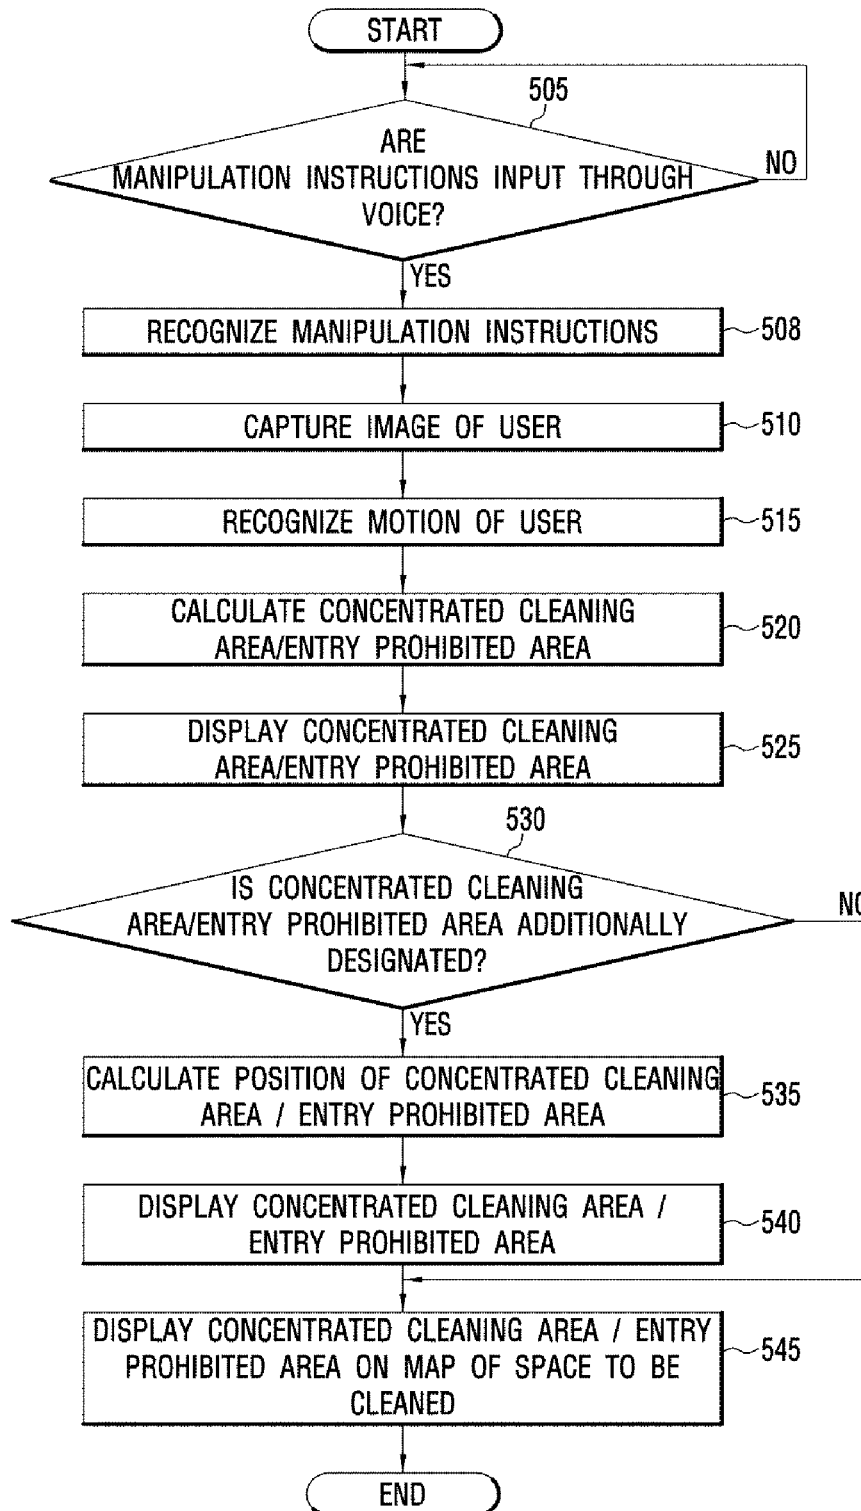 START
505
ARE
MANIPULATION INSTRUCTIONS INPUT THROUGH
VOICE?
NO
YES
RECOGNIZE MANIPULATION INSTRUCTIONS
508
CAPTURE IMAGE OF USER
510
RECOGNIZE MOTION OF USER
515
CALCULATE CONCENTRATED CLEANING
AREA/ENTRY PROHIBITED AREA
520
DISPLAY CONCENTRATED CLEANING
AREA/ENTRY PROHIBITED AREA
525
530
IS CONCENTRATED CLEANING
AREA/ENTRY PROHIBITED AREA ADDITIONALLY
DESIGNATED?
NO
YES
CALCULATE POSITION OF CONCENTRATED CLEANING
AREA / ENTRY PROHIBITED AREA
535
DISPLAY CONCENTRATED CLEANING AREA /
ENTRY PROHIBITED AREA
540
DISPLAY CONCENTRATED CLEANING AREA / ENTRY
PROHIBITED AREA ON MAP OF SPACE TO BE
CLEANED
545
END